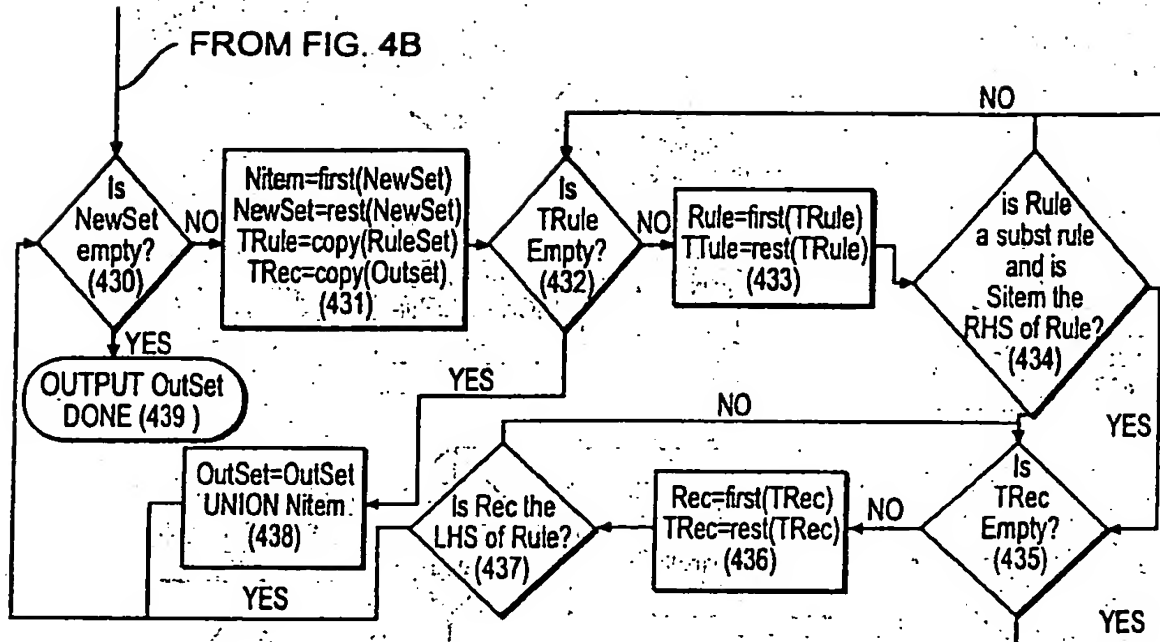 FROM FIG. 4B
NO
Is
NewSet
empty?
(430)
NO
Nitem=first(NewSet)
NewSet=rest(NewSet)
TRule=copy(RuleSet)
TRec=copy(Outset)
(431)
Is
TRule
Empty?
(432)
NO
Rule=first(TRule)
TTule=rest(TRule)
(433)
is Rule
a subst rule
and is
Sitem the
RHS of Rule?
(434)
YES
OUTPUT OutSet
DONE (439 )
YES
NO
YES
OutSet=OutSet
UNION Nitem
(438)
Is Rec the
LHS of Rule?
(437)
Rec=first(TRec)
TRec=rest(TRec)
(436)
NO
Is
TRec
Empty?
(435)
YES
YES